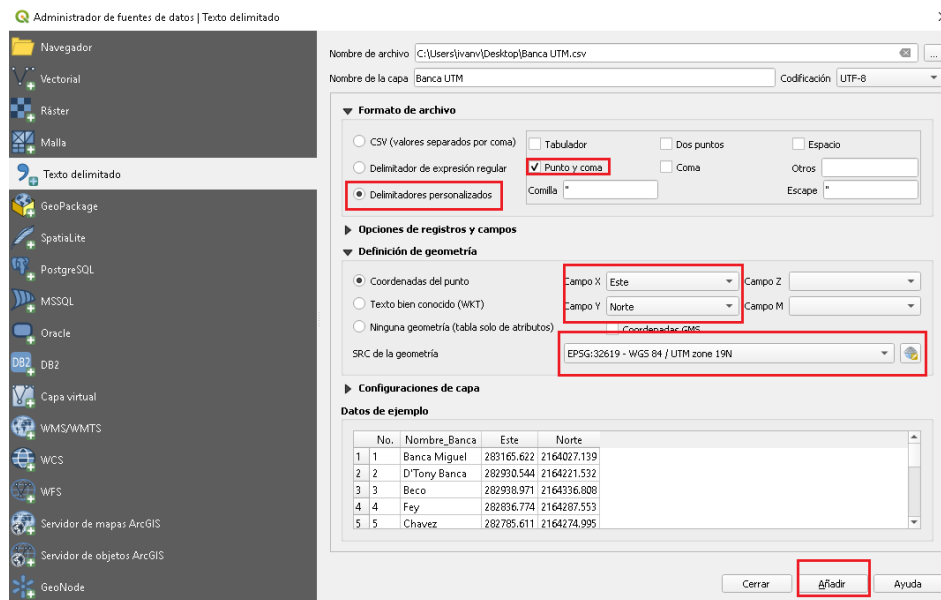 Administrador de fuentes de datos | Texto delimitado
Navegador
Vectorial
Ráster
Malla
Texto delimitado
GeoPackage
SpatiaLite
PostgreSQL
MSSQL
Oracle
DB2
DB2
Capa virtual
WMS/WMTS
WCS
WFS
Servidor de mapas ArcGIS
Servidor de objetos ArcGIS
GeoNode
Nombre de archivo C:\Users\ivanv\Desktop\Banca UTM.csv ...
Nombre de la capa Banca UTM Codificación UTF-8
Formato de archivo
CSV (valores separados por coma) Tabulador Dos puntos Espacio
Delimitador de expresión regular Punto y coma Coma Otros
Delimitadores personalizados Comilla " Escape "
Opciones de registros y campos
Definición de geometría
Coordenadas del punto Campo X Este Campo Z
Texto bien conocido (WKT) Campo Y Norte Campo M
Ninguna geometría (tabla solo de atributos) Coordenadas GMS
SRC de la geometría EPSG:32619 - WGS 84 / UTM zone 19N
Configuraciones de capa
Datos de ejemplo
No. Nombre_Banca Este Norte
1 1 Banca Miguel 283165.622 2164027.139
2 2 D'Tony Banca 282930.544 2164221.532
3 3 Beco 282938.971 2164336.808
4 4 Fey 282836.774 2164287.553
5 5 Chavez 282785.611 2164274.995
Cerrar Añadir Ayuda